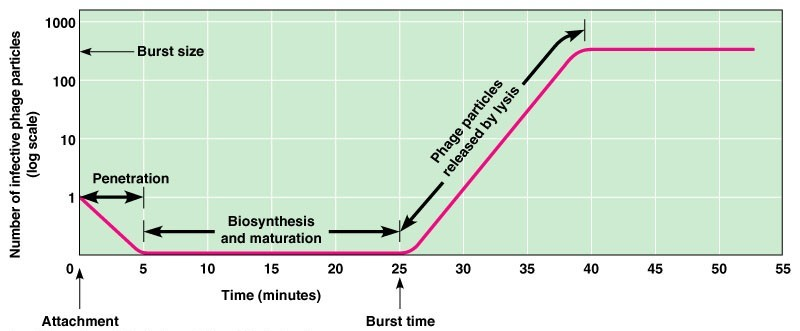 Number of infective phage particles
(log scale)
1000
100
10
1
0
Burst size
Penetration
Biosynthesis
and maturation
Phage particles
released by lysis
5 10 15 20 25 30 35 40 45 50 55
Time (minutes)
Attachment
Burst time